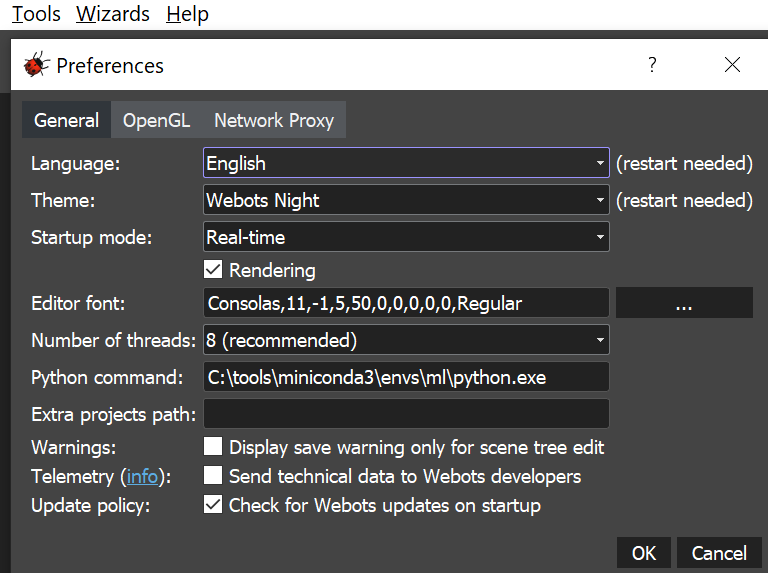 Tools Wizards Help
Preferences ?
General OpenGL Network Proxy
Language: English (restart needed)
Theme: Webots Night (restart needed)
Startup mode: Real-time
Rendering
Editor font: Consolas,11,-1,5,50,0,0,0,0,0,Regular ...
Number of threads: 8 (recommended)
Python command: C:\tools\miniconda3\envs\ml\python.exe
Extra projects path:
Warnings: Display save warning only for scene tree edit
Telemetry (info): Send technical data to Webots developers
Update policy: Check for Webots updates on startup
OK Cancel